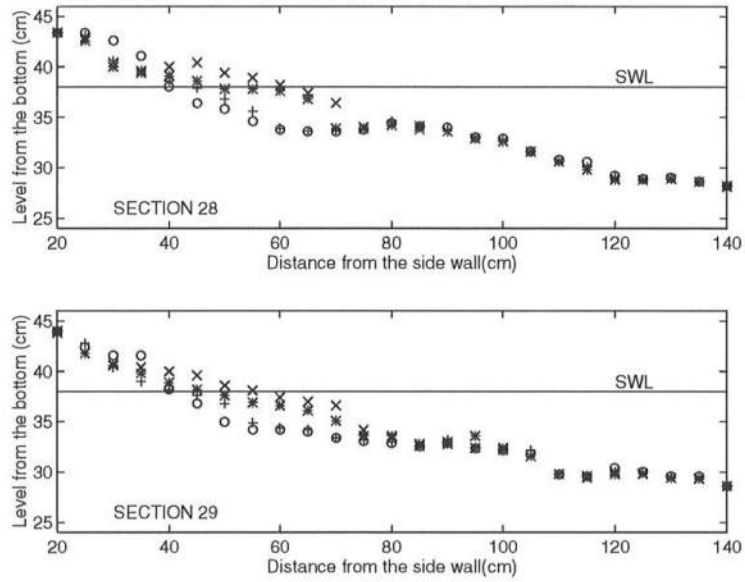 Level from the bottom (cm)
45
40
35
30
25
SWL
SECTION 28
20 40 60 80 100 120 140
Distance from the side wall(cm)
Level from the bottom (cm)
45
40
35
30
25
SWL
SECTION 29
20 40 60 80 100 120 140
Distance from the side wall(cm)